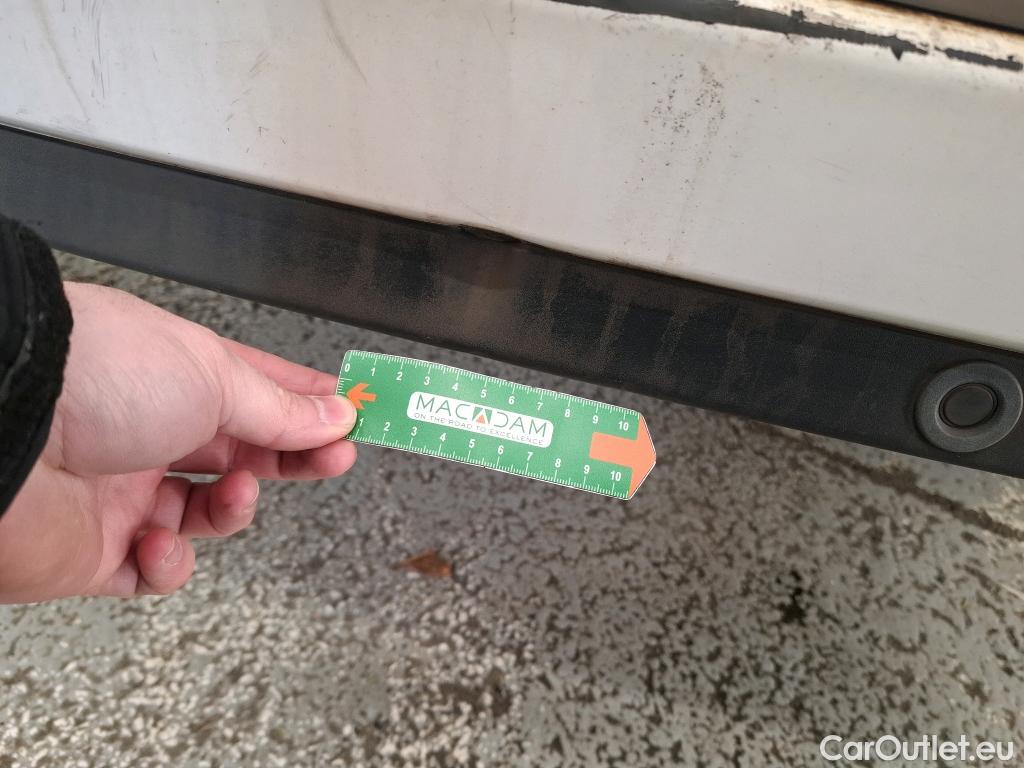 0 1 2 3 4 5 6 7 8 9 10
MACADAM
ON THE ROAD TO EXCELLENCE
1 2 3 4 5 6 7 8 9 10
CarOutlet.eu